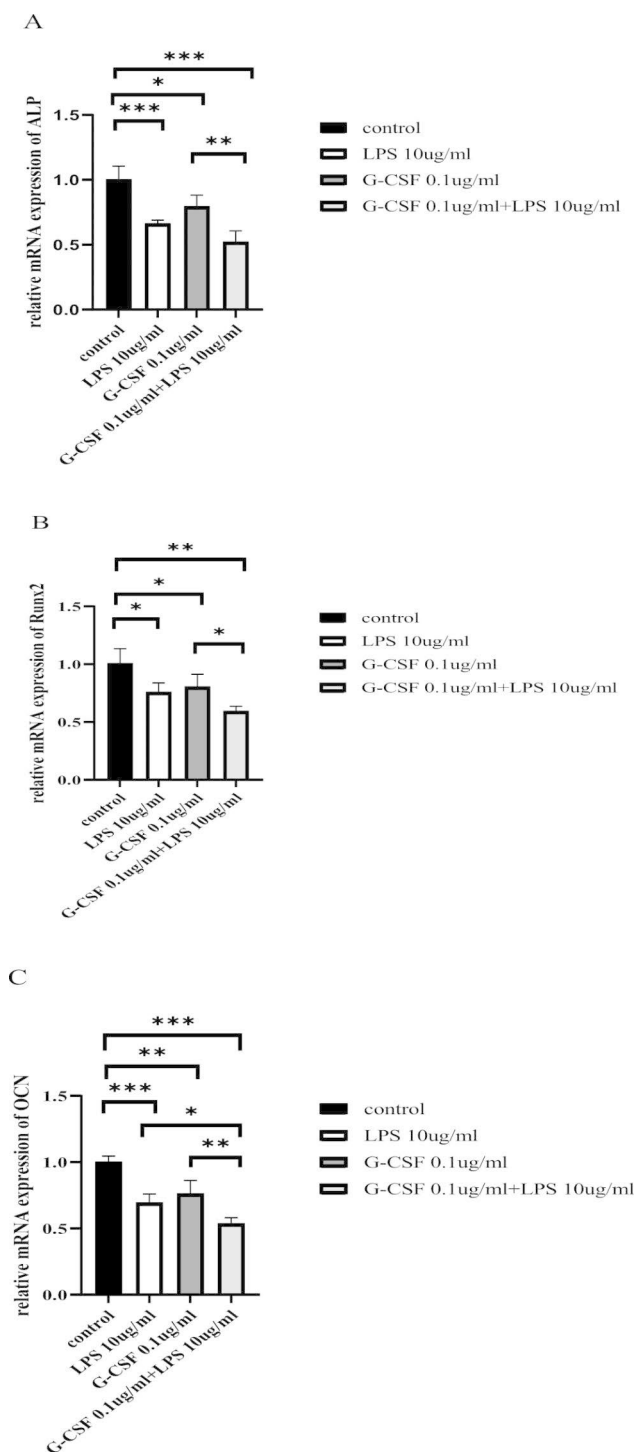 A
***
*
***
**
relative mRNA expression of ALP
1.5
1.0
0.5
0.0
control
LPS 10ug/ml
G-CSF 0.1ug/ml
G-CSF 0.1ug/ml+LPS 10ug/ml
control
LPS 10ug/ml
G-CSF 0.1ug/ml
G-CSF 0.1ug/ml+LPS 10ug/ml
B
**
*
*
*
relative mRNA expression of Runx2
1.5
1.0
0.5
0.0
control
LPS 10ug/ml
G-CSF 0.1ug/ml
G-CSF 0.1ug/ml+LPS 10ug/ml
control
LPS 10ug/ml
G-CSF 0.1ug/ml
G-CSF 0.1ug/ml+LPS 10ug/ml
C
***
**
***
*
**
relative mRNA expression of OCN
1.5
1.0
0.5
0.0
control
LPS 10ug/ml
G-CSF 0.1ug/ml
G-CSF 0.1ug/ml+LPS 10ug/ml
control
LPS 10ug/ml
G-CSF 0.1ug/ml
G-CSF 0.1ug/ml+LPS 10ug/ml